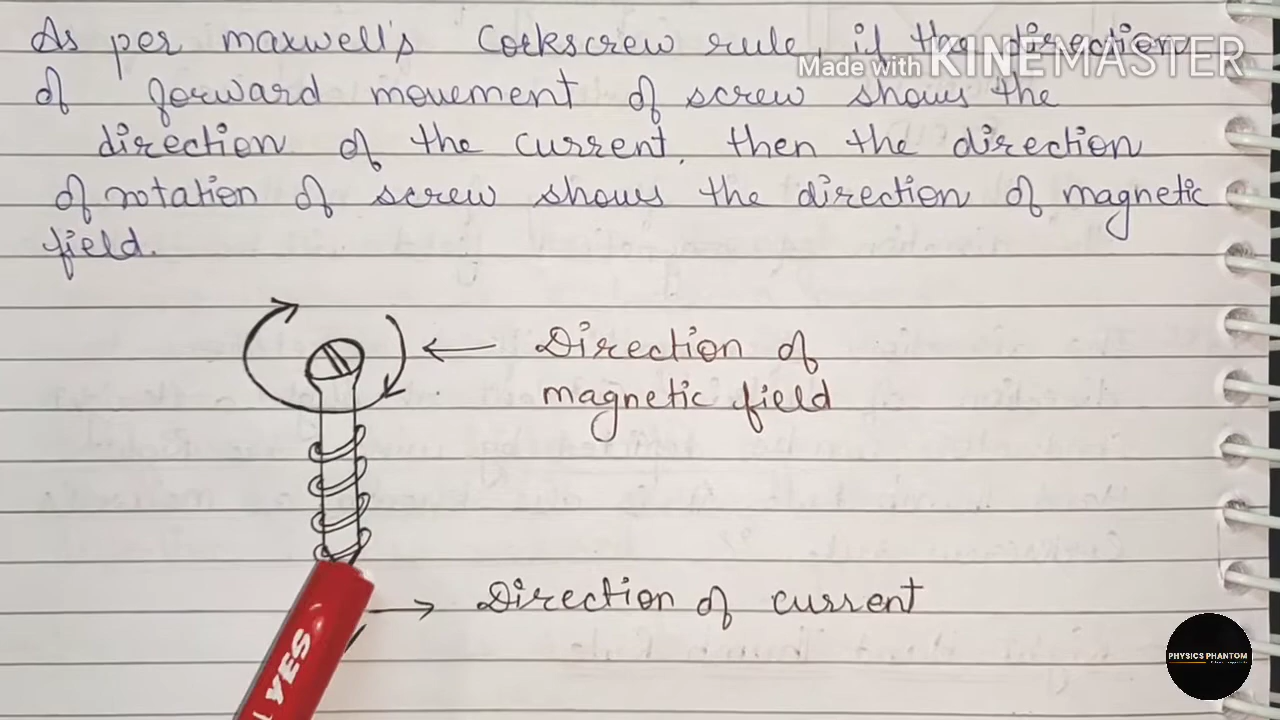 As per maxwell's Corkscrew rule, if the direction
Made with KINEMASTER
of forward movement of screw shows the
direction of the current, then the direction
of rotation of screw shows the direction of magnetic
field.
Direction of
magnetic field
YES
Direction of current
PHYSICS PHANTOM